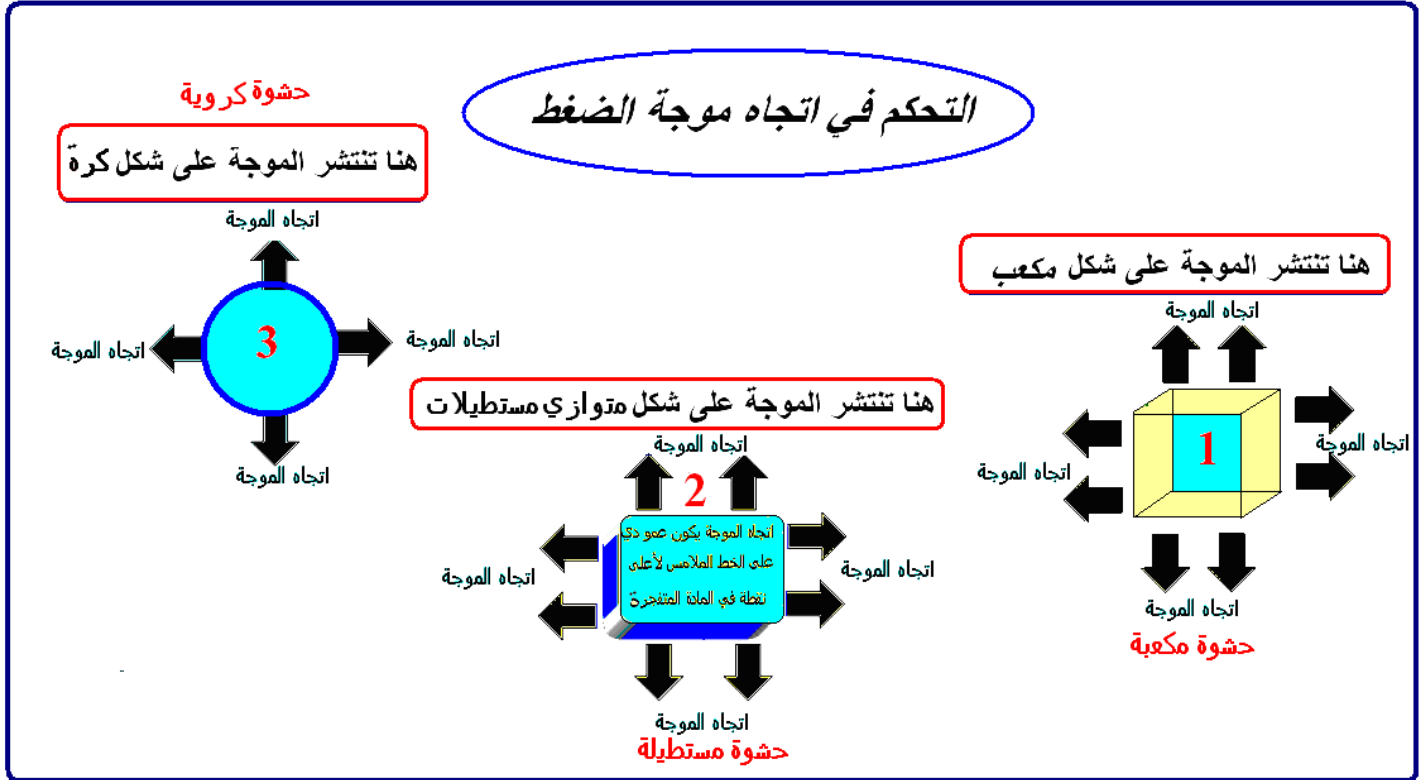 التحكم في اتجاه موجة الضغط
هنا تنتشر الموجة على شكل مكعب
اتجاه الموجة
اتجاه الموجة
اتجاه الموجة
1
اتجاه الموجة
حشوة مكعبة
هنا تنتشر الموجة على شكل متوازي مستطيلات
اتجاه الموجة
2
اتجاه الموجة يكون عمودي
على الخط الملامس لأعلى
نقطة في المادة المتفجرة
اتجاه الموجة
اتجاه الموجة
اتجاه الموجة
حشوة مستطيلة
حشوة كروية
هنا تنتشر الموجة على شكل كرة
اتجاه الموجة
اتجاه الموجة
3
اتجاه الموجة
اتجاه الموجة